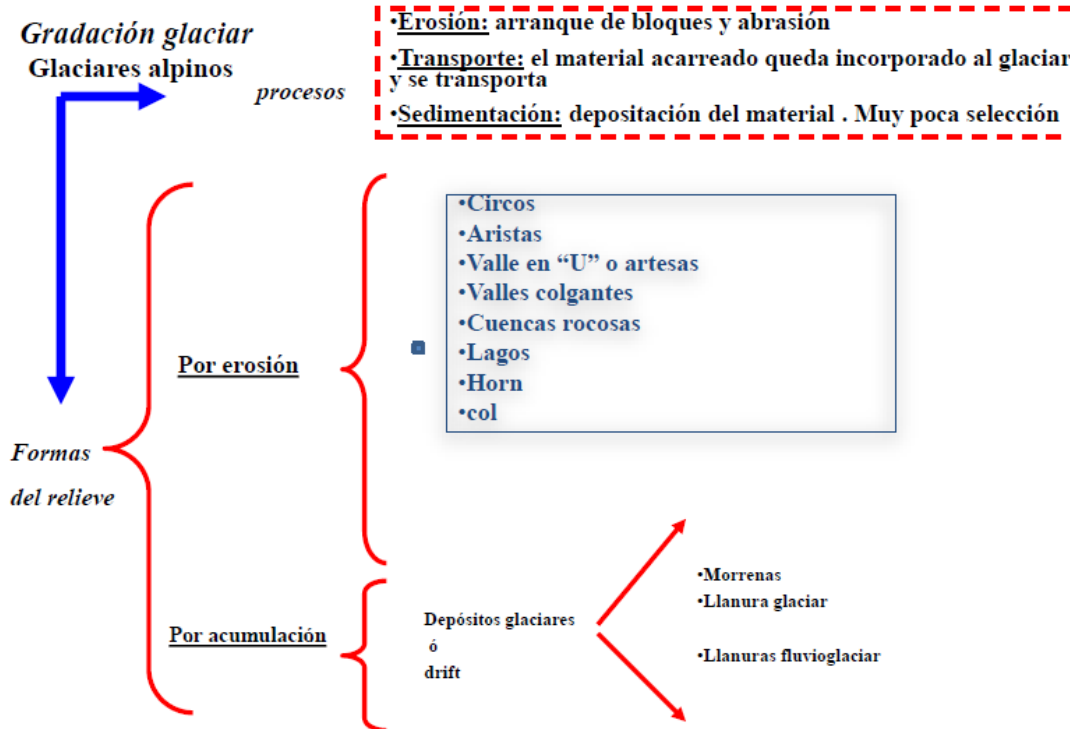 Gradación glaciar
Glaciares alpinos
procesos
•Erosión: arranque de bloques y abrasión
•Transporte: el material acarreado queda incorporado al glaciar
y se transporta
•Sedimentación: depositación del material . Muy poca selección
Formas
del relieve
Por erosión
•Circos
•Aristas
•Valle en “U” o artesas
•Valles colgantes
•Cuencas rocosas
•Lagos
•Horn
•col
Por acumulación
Depósitos glaciares
ó
drift
•Morrenas
•Llanura glaciar
•Llanuras fluvioglaciar